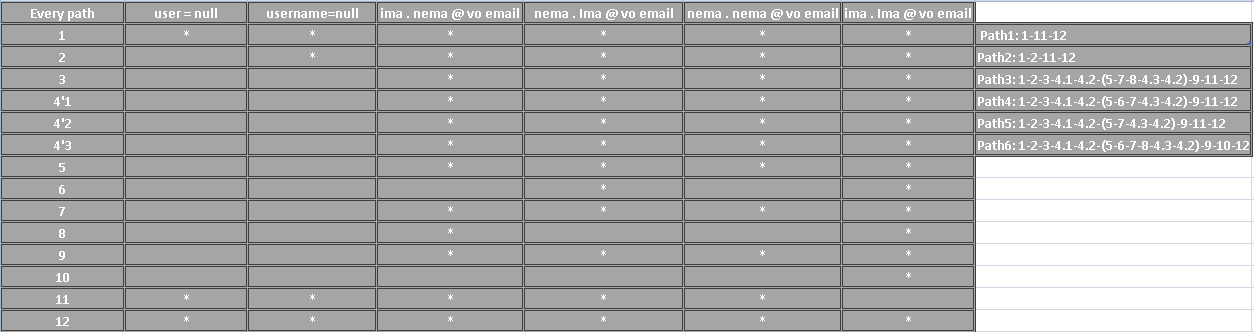 Every path user = null username=null ima . nema @ vo email nema . Ima @ vo email nema . nema @ vo email ima . Ima @ vo email
1 * * * * * * Path1: 1-11-12
2 * * * * * Path2: 1-2-11-12
3 * * * * Path3: 1-2-3-4.1-4.2-(5-7-8-4.3-4.2)-9-11-12
4'1 * * * * Path4: 1-2-3-4.1-4.2-(5-6-7-4.3-4.2)-9-11-12
4'2 * * * * Path5: 1-2-3-4.1-4.2-(5-7-4.3-4.2)-9-11-12
4'3 * * * * Path6: 1-2-3-4.1-4.2-(5-6-7-8-4.3-4.2)-9-10-12
5 * * * *
6 * *
7 * * * *
8 * *
9 * * * *
10 *
11 * * * * *
12 * * * * * *